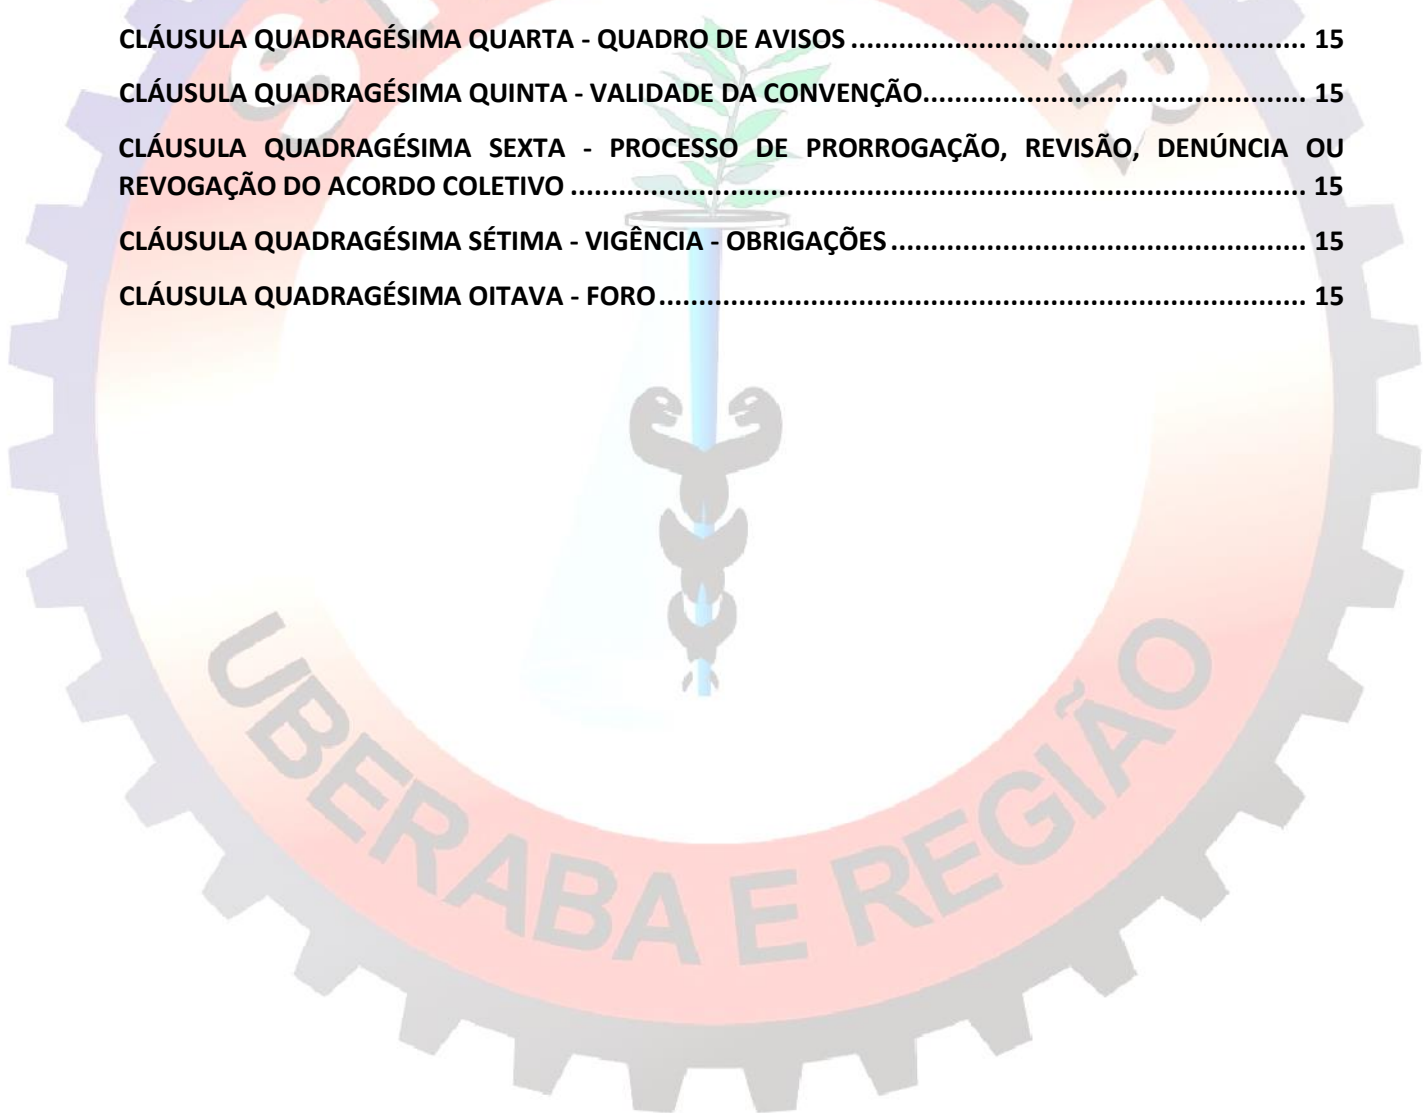 CLÁUSULA QUADRAGÉSIMA QUARTA - QUADRO DE AVISOS ........................................................ 15
CLÁUSULA QUADRAGÉSIMA QUINTA - VALIDADE DA CONVENÇÃO............................................... 15
CLÁUSULA QUADRAGÉSIMA SEXTA - PROCESSO DE PRORROGAÇÃO, REVISÃO, DENÚNCIA OU
REVOGAÇÃO DO ACORDO COLETIVO ........................................................................................... 15
CLÁUSULA QUADRAGÉSIMA SÉTIMA - VIGÊNCIA - OBRIGAÇÕES ................................................... 15
CLÁUSULA QUADRAGÉSIMA OITAVA - FORO ................................................................................ 15
UBERABA E REGIÃO